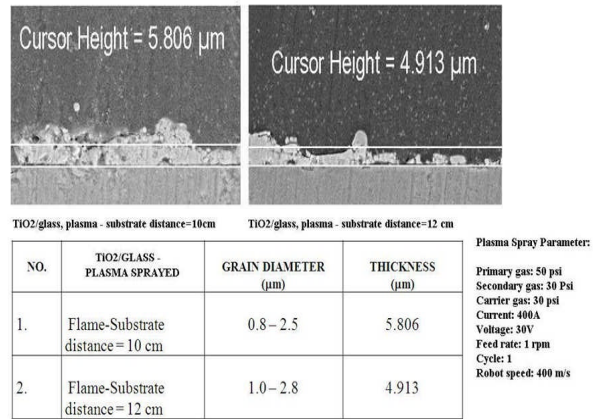 Cursor Height = 5.806 µm
Cursor Height = 4.913 µm
TiO2/glass, plasma - substrate distance=10cm
TiO2/glass, plasma - substrate distance=12 cm
NO.
TiO2/GLASS -
PLASMA SPRAYED
GRAIN DIAMETER
(µm)
THICKNESS
(µm)
1.
Flame-Substrate
distance = 10 cm
0.8 – 2.5
5.806
2.
Flame-Substrate
distance = 12 cm
1.0 – 2.8
4.913
Plasma Spray Parameter:
Primary gas: 50 psi
Secondary gas: 30 Psi
Carrier gas: 30 psi
Current: 400A
Voltage: 30V
Feed rate: 1 rpm
Cycle: 1
Robot speed: 400 m/s